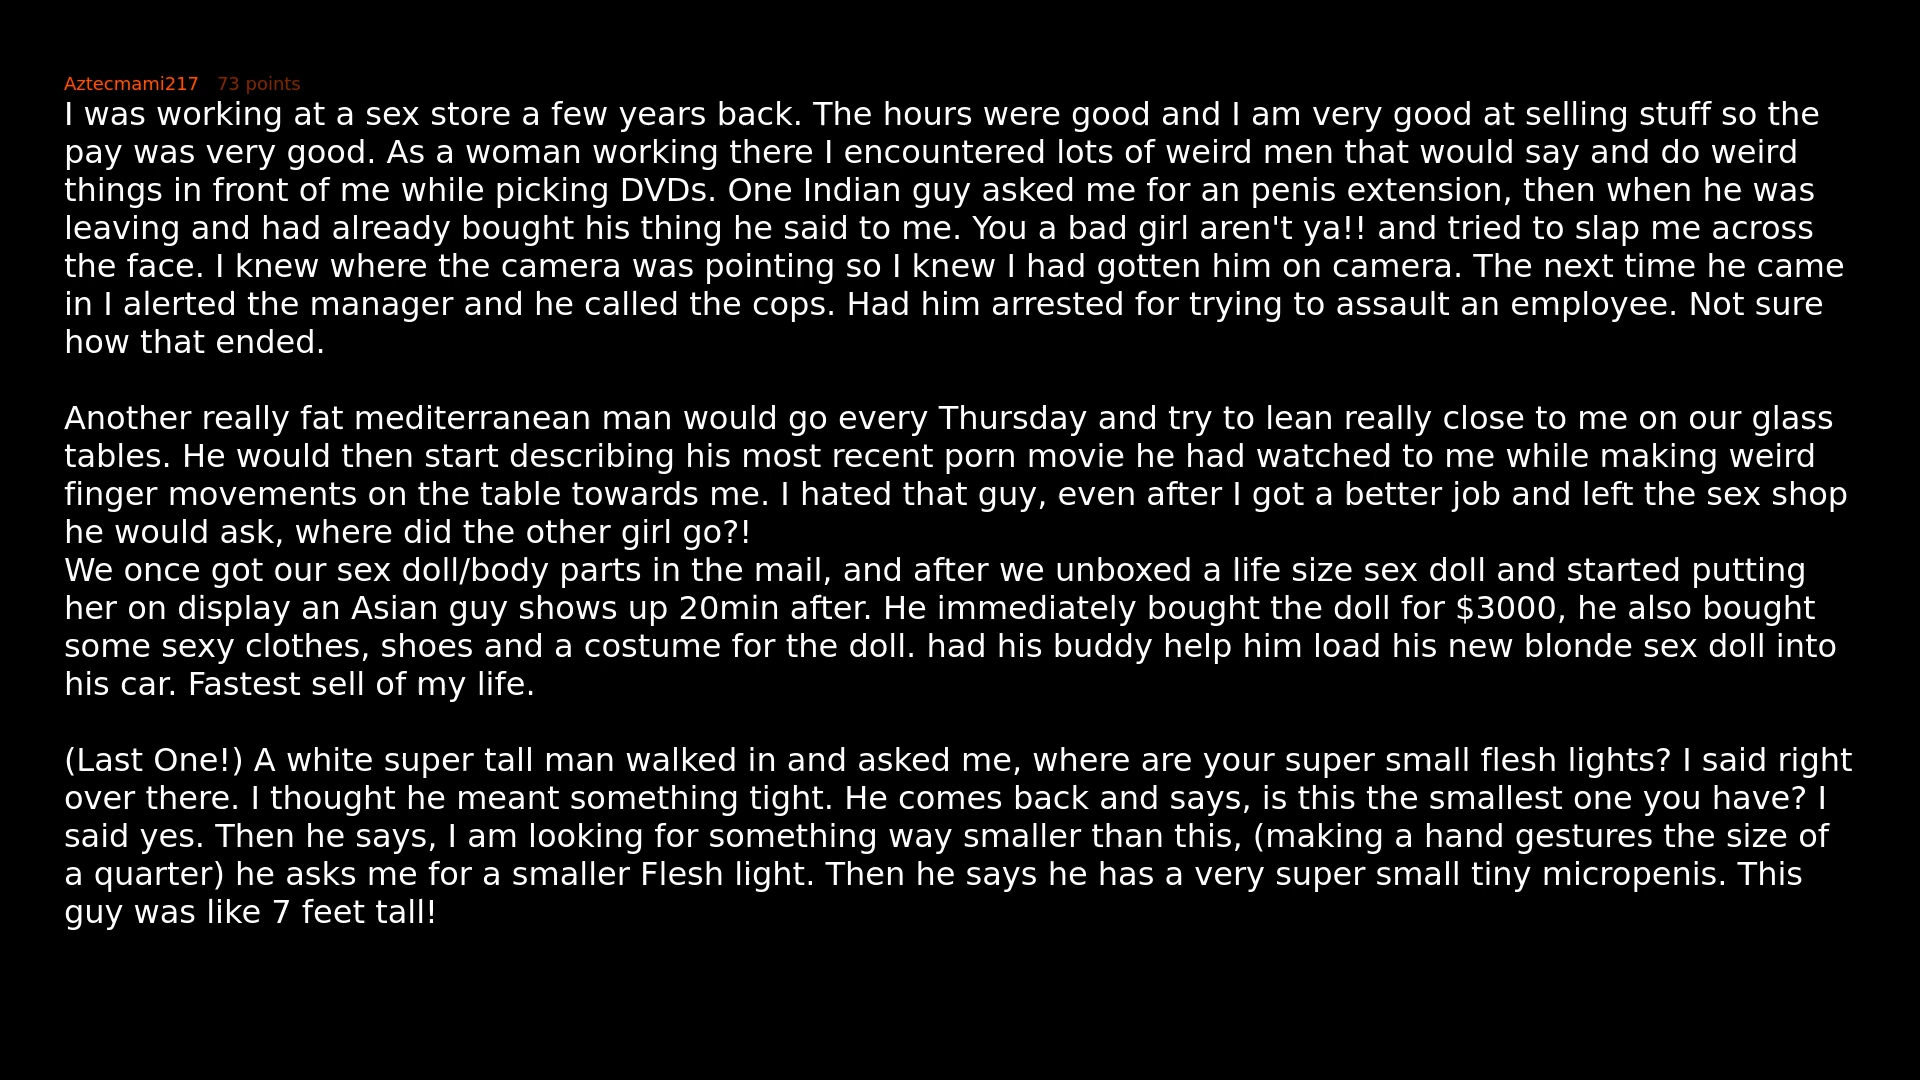 Aztecmami217 73 points
I was working at a sex store a few years back. The hours were good and I am very good at selling stuff so the
pay was very good. As a woman working there I encountered lots of weird men that would say and do weird
things in front of me while picking DVDs. One Indian guy asked me for an penis extension, then when he was
leaving and had already bought his thing he said to me. You a bad girl aren't ya!! and tried to slap me across
the face. I knew where the camera was pointing so I knew I had gotten him on camera. The next time he came
in I alerted the manager and he called the cops. Had him arrested for trying to assault an employee. Not sure
how that ended.
Another really fat mediterranean man would go every Thursday and try to lean really close to me on our glass
tables. He would then start describing his most recent porn movie he had watched to me while making weird
finger movements on the table towards me. I hated that guy, even after I got a better job and left the sex shop
he would ask, where did the other girl go?!
We once got our sex doll/body parts in the mail, and after we unboxed a life size sex doll and started putting
her on display an Asian guy shows up 20min after. He immediately bought the doll for $3000, he also bought
some sexy clothes, shoes and a costume for the doll. had his buddy help him load his new blonde sex doll into
his car. Fastest sell of my life.
(Last One!) A white super tall man walked in and asked me, where are your super small flesh lights? I said right
over there. I thought he meant something tight. He comes back and says, is this the smallest one you have? I
said yes. Then he says, I am looking for something way smaller than this, (making a hand gestures the size of
a quarter) he asks me for a smaller Flesh light. Then he says he has a very super small tiny micropenis. This
guy was like 7 feet tall!